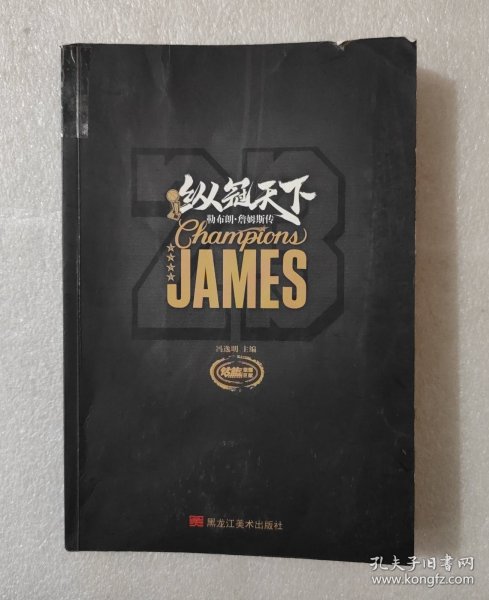 23
纵冠天下
勒布朗·詹姆斯传
Champions
JAMES
冯逸明 主编
黑龙江美术出版社
孔夫子旧书网
www.kongfz.com